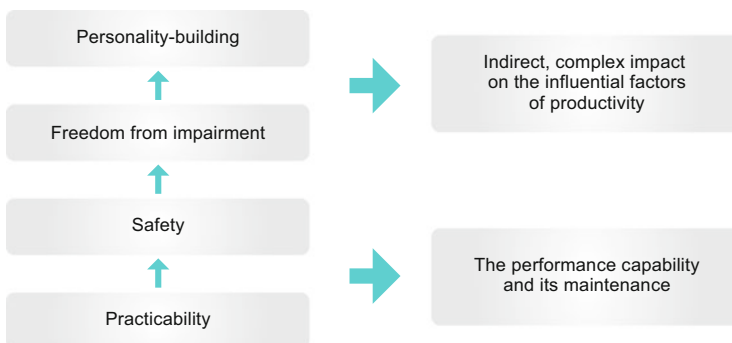 Personality-building
Freedom from impairment
Safety
Practicability
Indirect, complex impact
on the influential factors
of productivity
The performance capability
and its maintenance